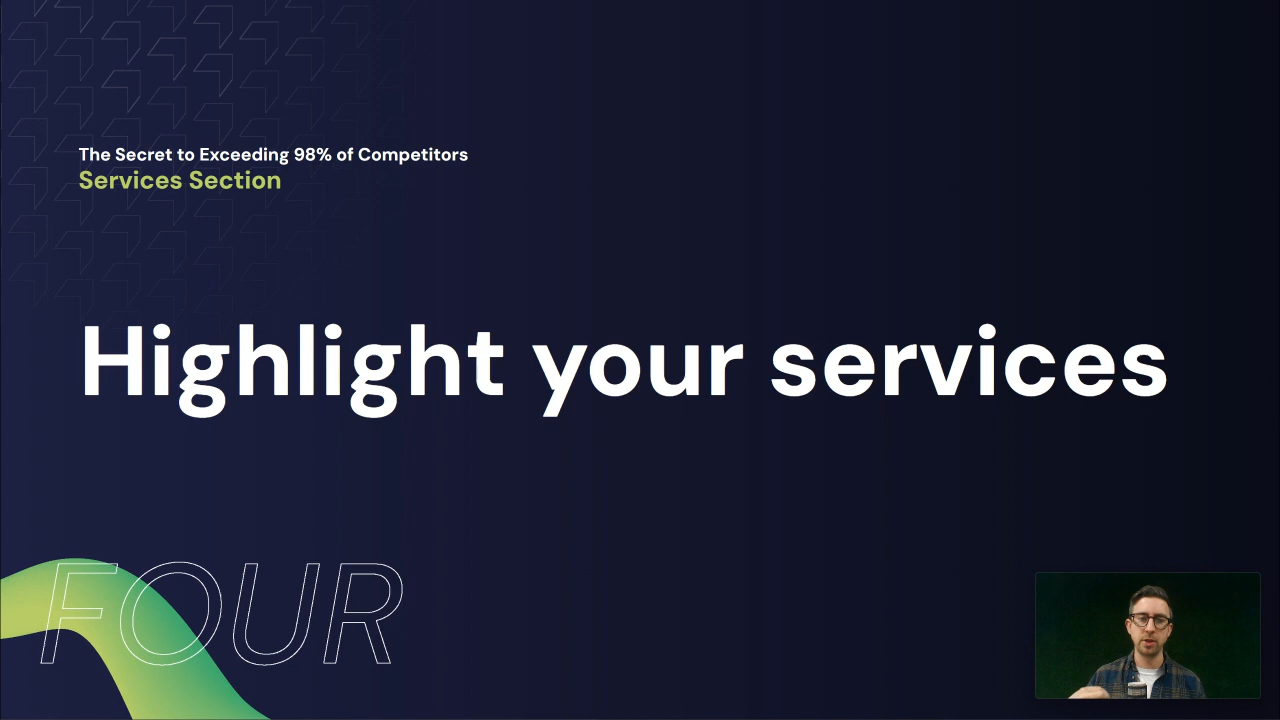 The Secret to Exceeding 98% of Competitors
Services Section
Highlight your services
FOUR